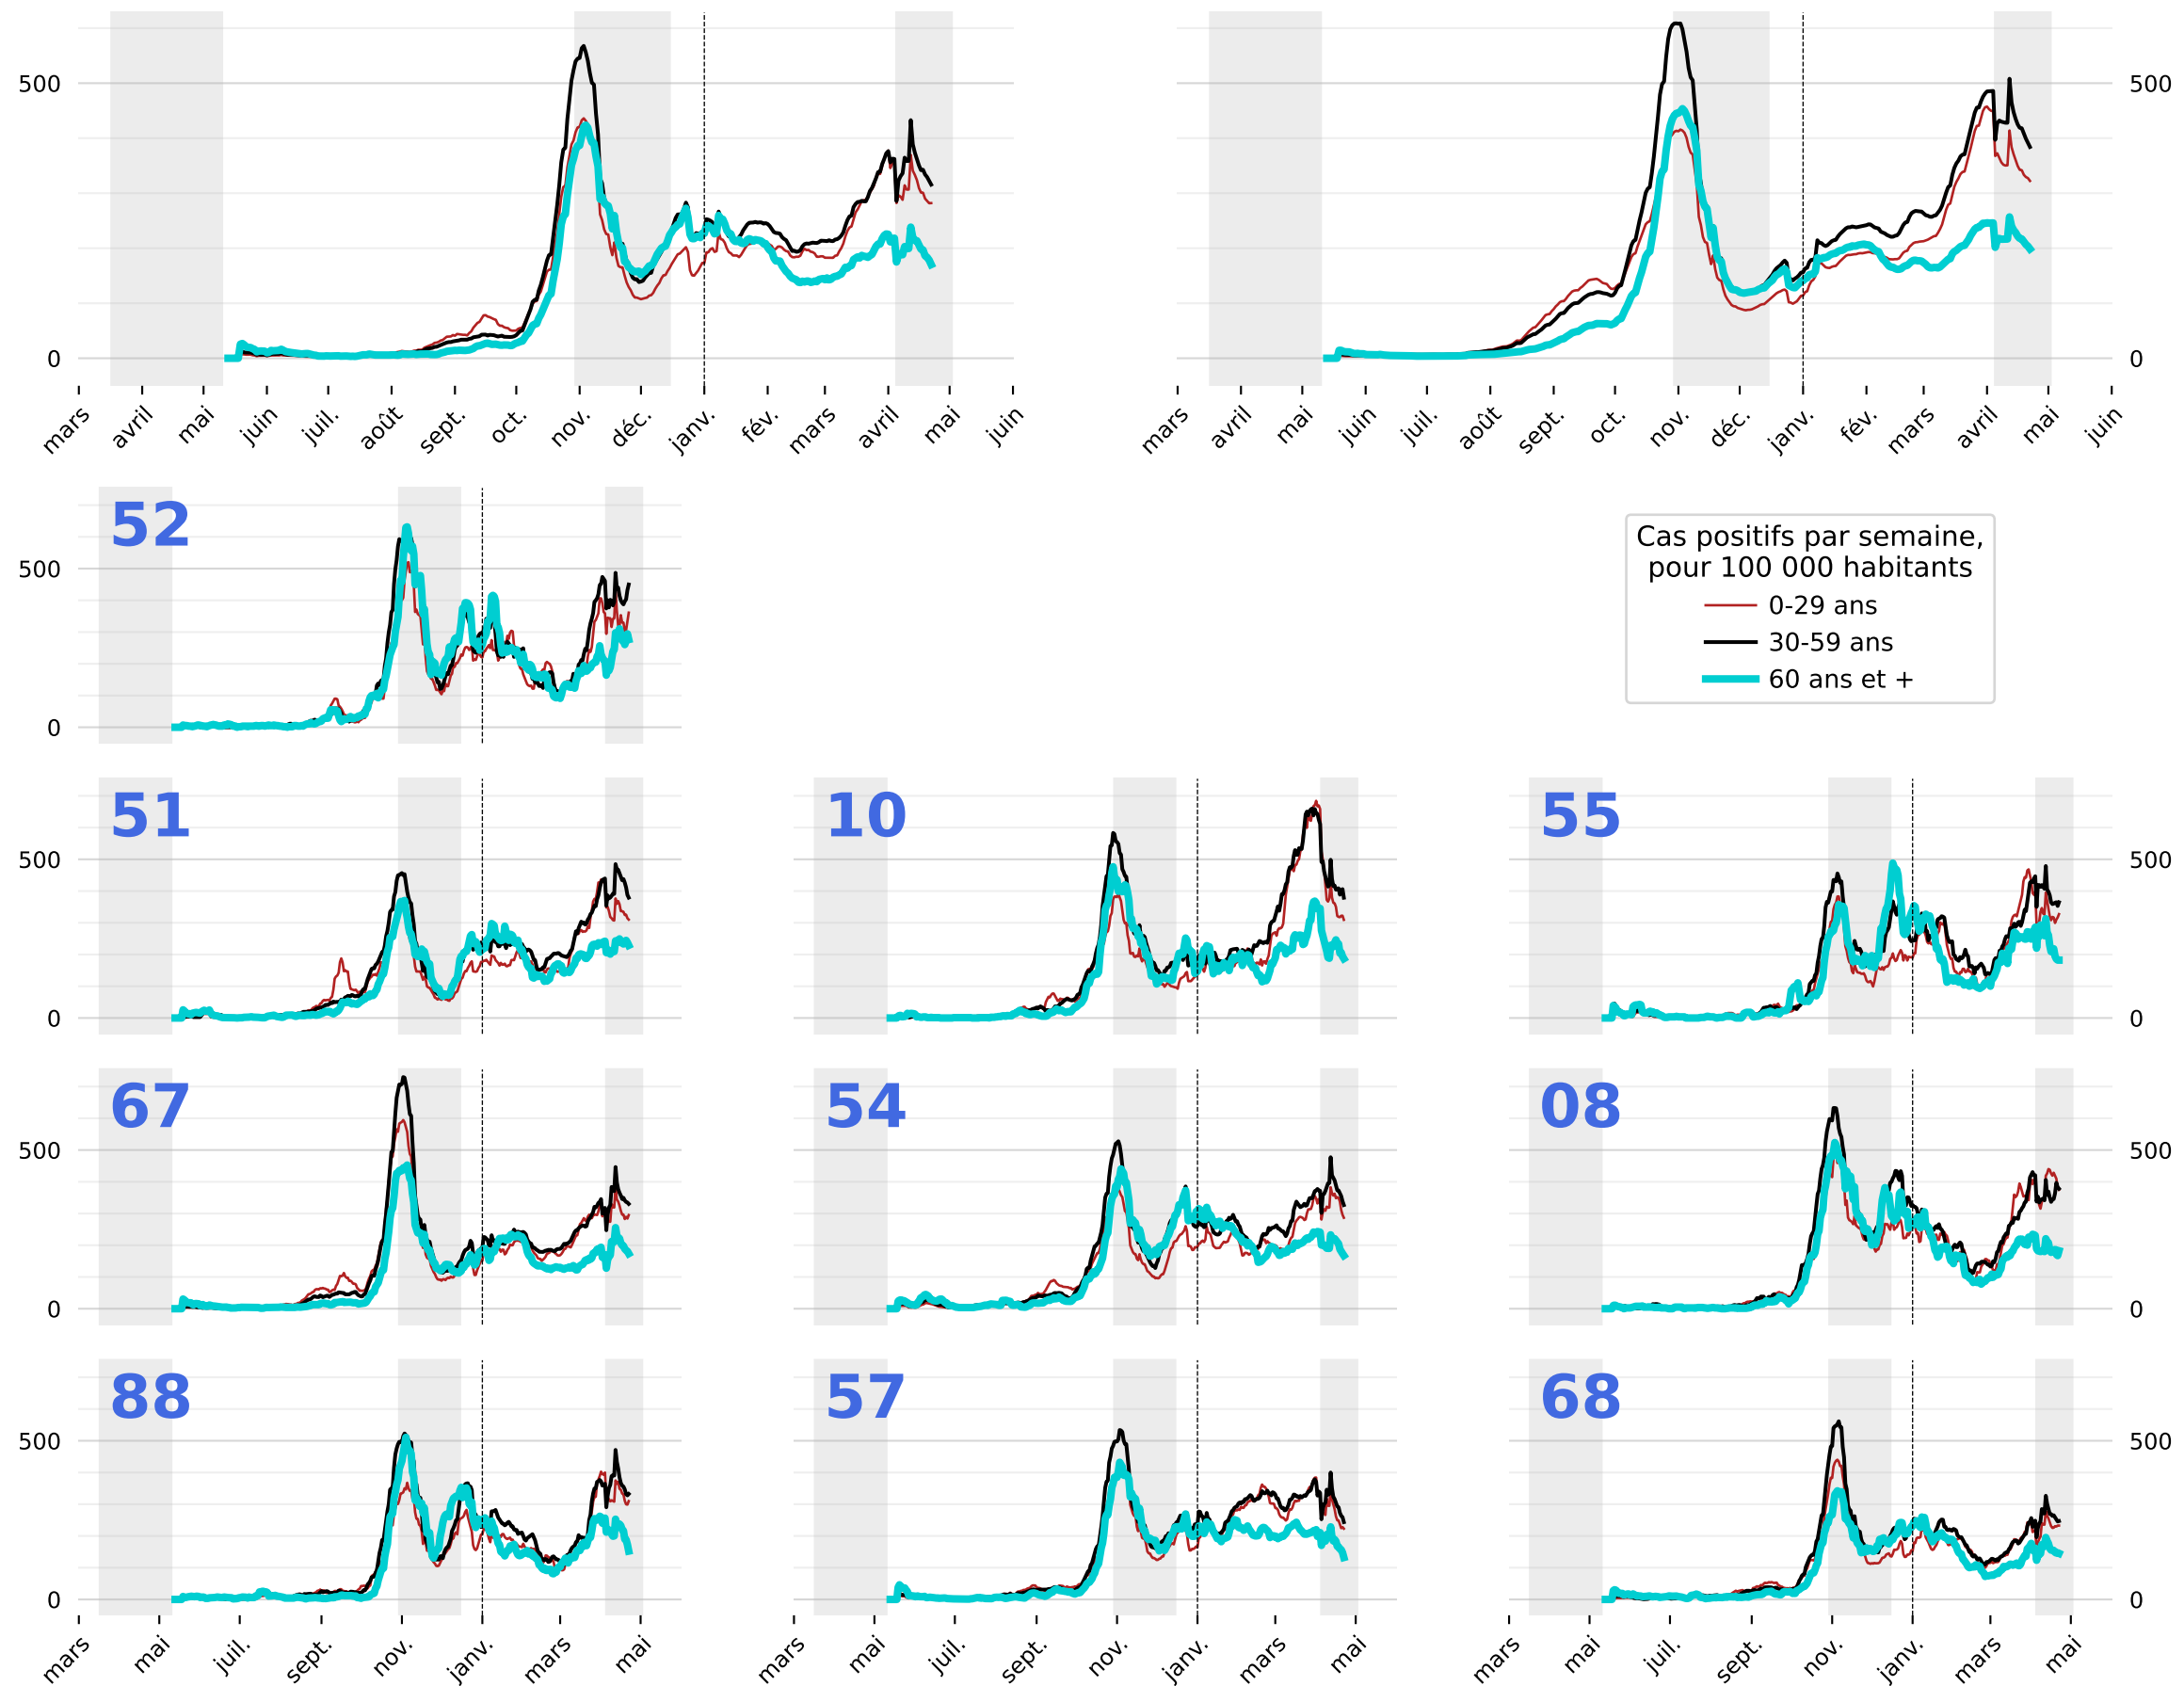 500
0
mars avril mai juin juil. août sept. oct. nov. déc. janv. fév. mars avril mai juin
500
0
mars avril mai juin juil. août sept. oct. nov. déc. janv. fév. mars avril mai juin
52
500
0
Cas positifs par semaine,
pour 100 000 habitants
0-29 ans
30-59 ans
60 ans et +
51
10
55
500
500
0
0
67
54
08
500
500
0
0
88
57
68
500
500
0
0
mars mai juil. sept. nov. janv. mars mai
mars mai juil. sept. nov. janv. mars mai
mars mai juil. sept. nov. janv. mars mai